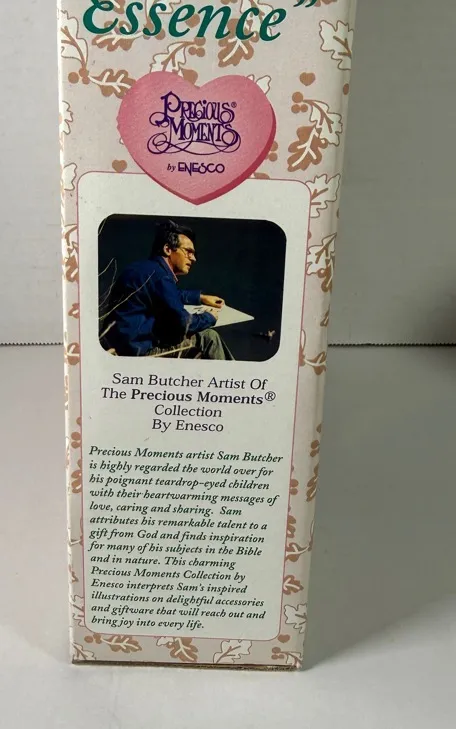 Essence”
PRECIOUS®
MOMENTS
by ENESCO
Sam Butcher Artist Of
The Precious Moments®
Collection
By Enesco
Precious Moments artist Sam Butcher
is highly regarded the world over for
his poignant teardrop-eyed children
with their heartwarming messages of
love, caring and sharing. Sam
attributes his remarkable talent to a
gift from God and finds inspiration
for many of his subjects in the Bible
and in nature. This charming
Precious Moments Collection by
Enesco interprets Sam's inspired
illustrations on delightful accessories
and giftware that will reach out and
bring joy into every life.